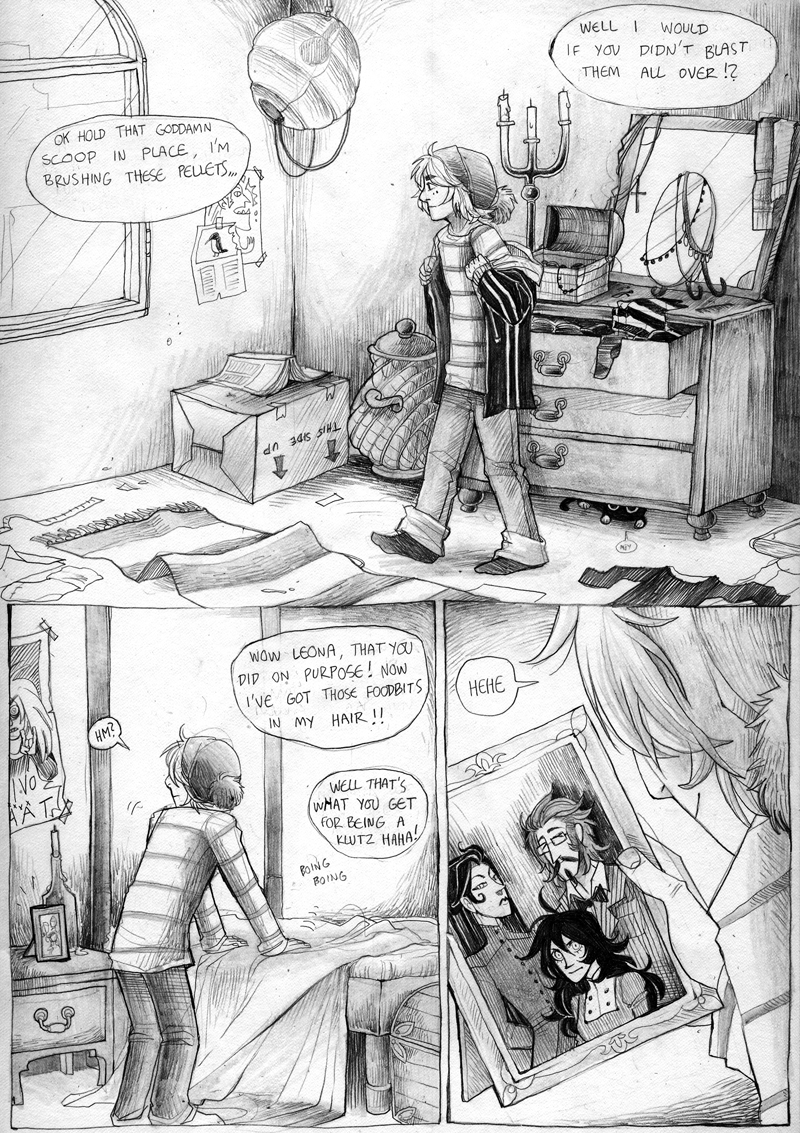 WELL I WOULD
IF YOU DIDN'T BLAST
THEM ALL OVER!?
OK HOLD THAT GODDAMN
SCOOP IN PLACE, I'M
BRUSHING THESE PELLETS...
THIS SIDE UP
HEY
WOW LEONA, THAT YOU
DID ON PURPOSE! NOW
I'VE GOT THOSE FOODBITS
IN MY HAIR!!
HM?
WELL THAT'S
WHAT YOU GET
FOR BEING A
KLUTZ HAHA!
BOING
BOING
HEHE